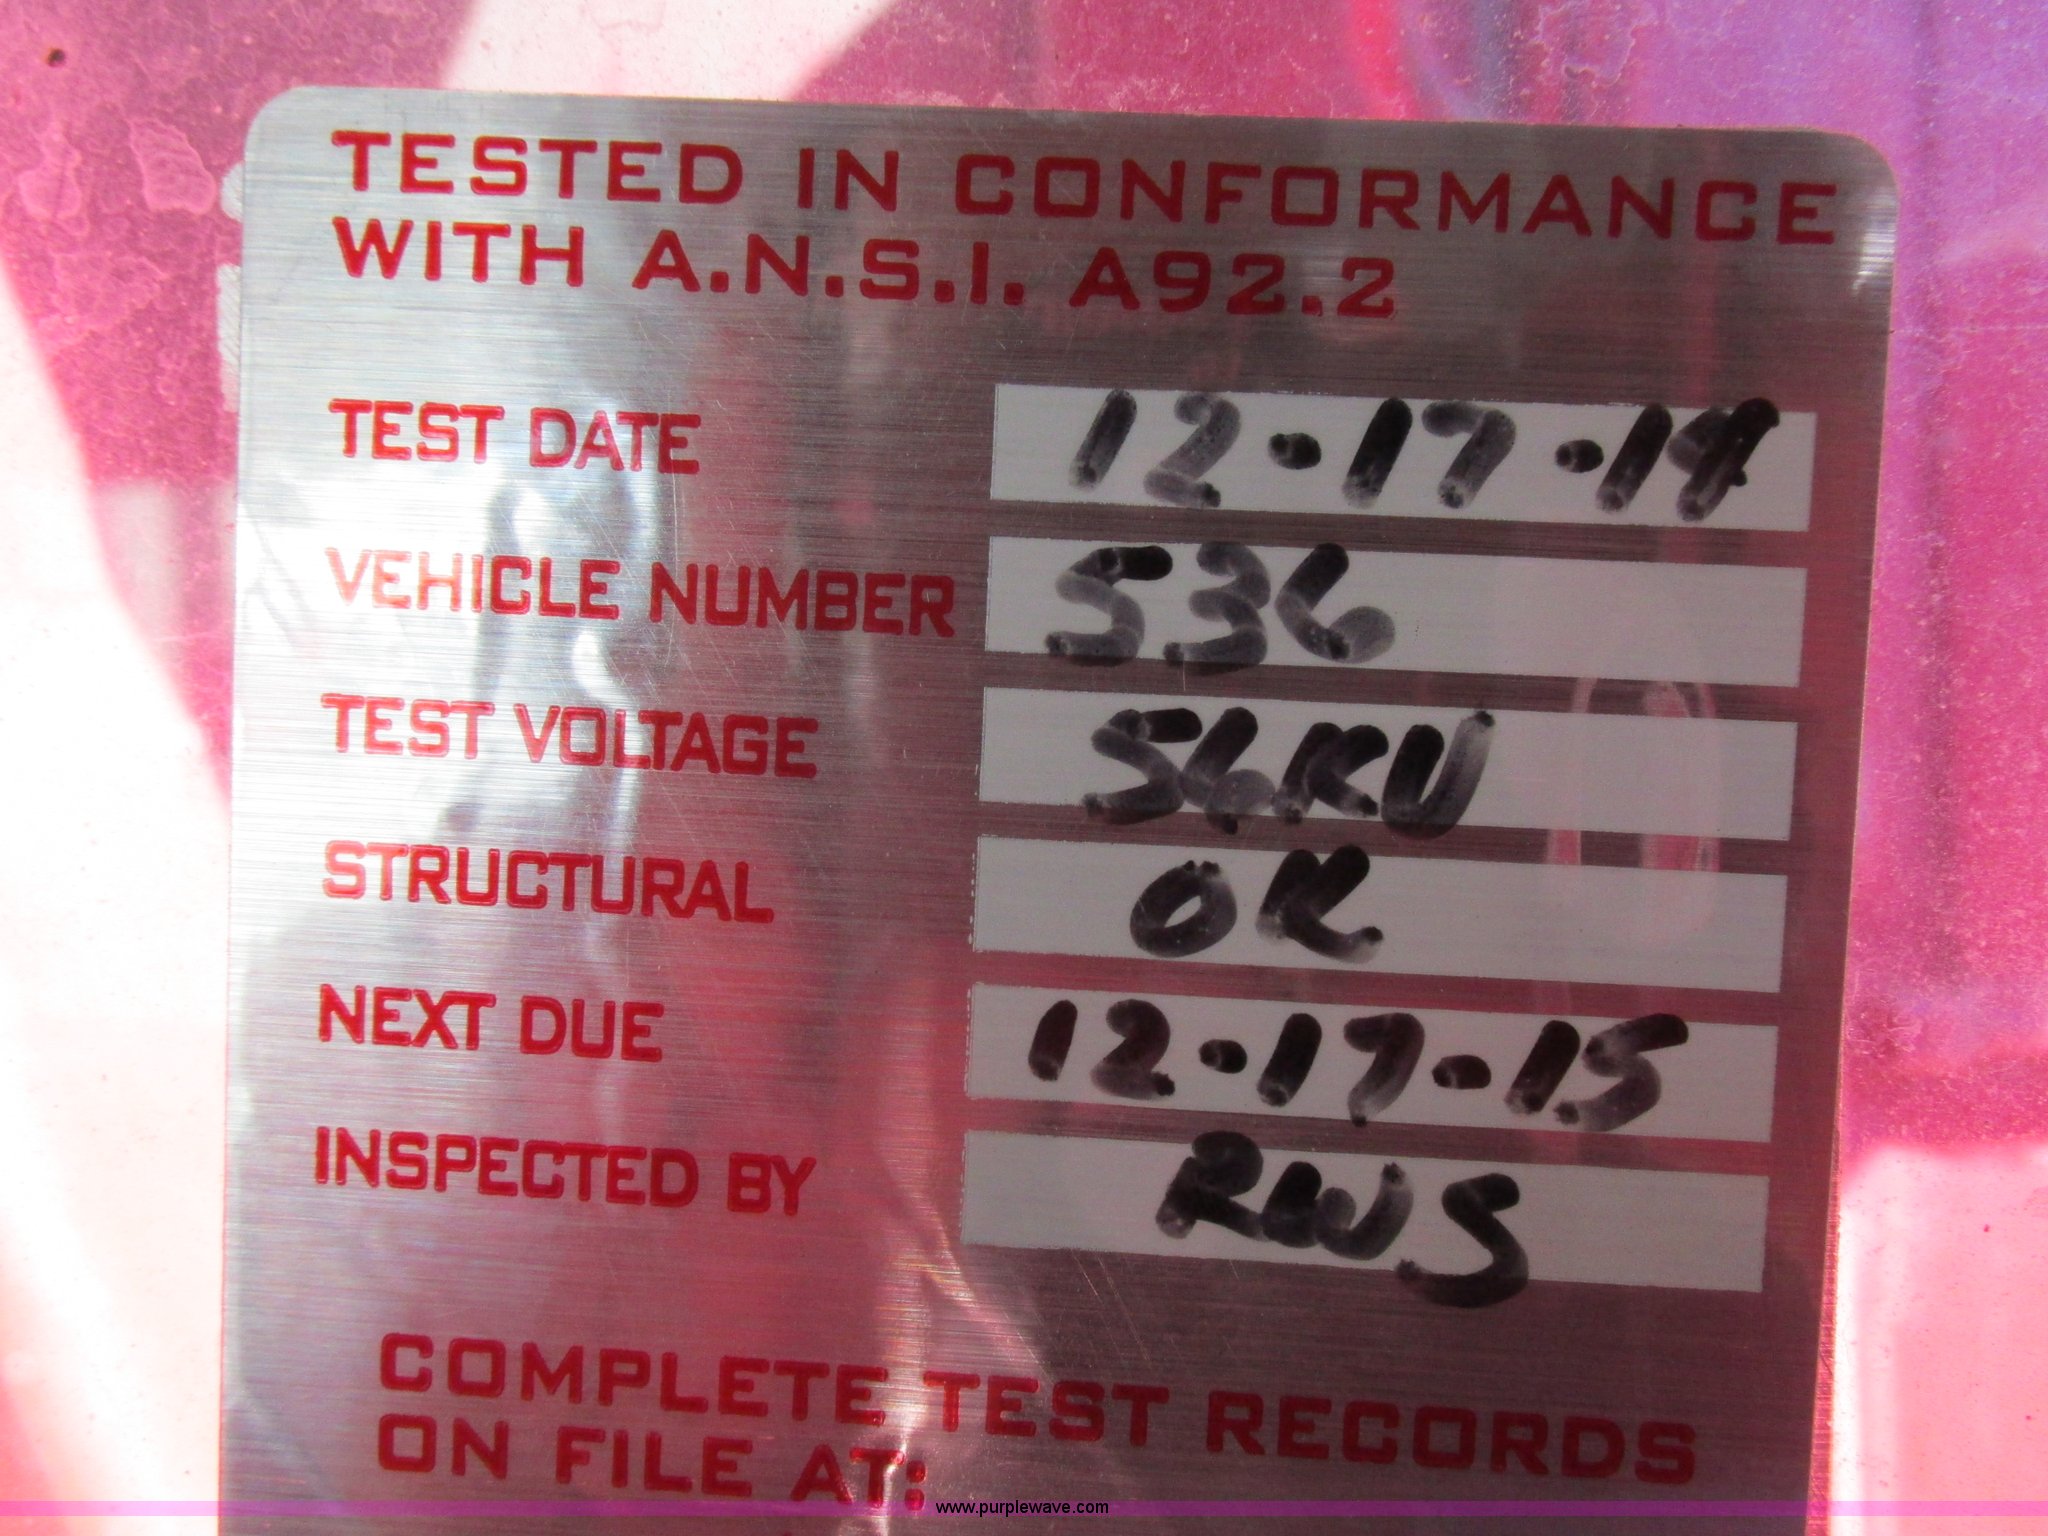 TESTED IN CONFORMANCE
WITH A.N.S.I. A92.2
TEST DATE 12-17-14
VEHICLE NUMBER 536
TEST VOLTAGE 56KV
STRUCTURAL OK
NEXT DUE 12-17-15
INSPECTED BY RWS
COMPLETE TEST RECORDS
ON FILE AT:
www.purplewave.com